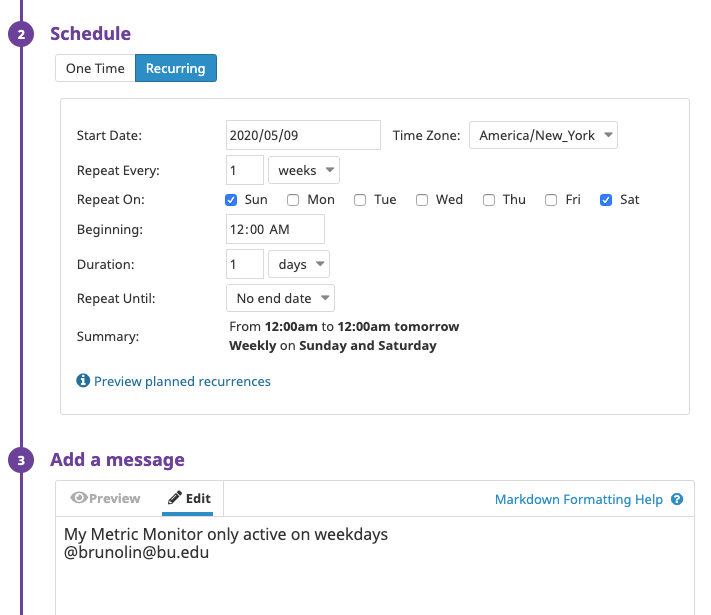 2 Schedule
One Time Recurring
Start Date: 2020/05/09 Time Zone: America/New_York
Repeat Every: 1 weeks
Repeat On: Sun Mon Tue Wed Thu Fri Sat
Beginning: 12:00 AM
Duration: 1 days
Repeat Until: No end date
Summary: From 12:00am to 12:00am tomorrow
Weekly on Sunday and Saturday
Preview planned recurrences
3 Add a message
Preview Edit Markdown Formatting Help ?
My Metric Monitor only active on weekdays
@brunolin@bu.edu